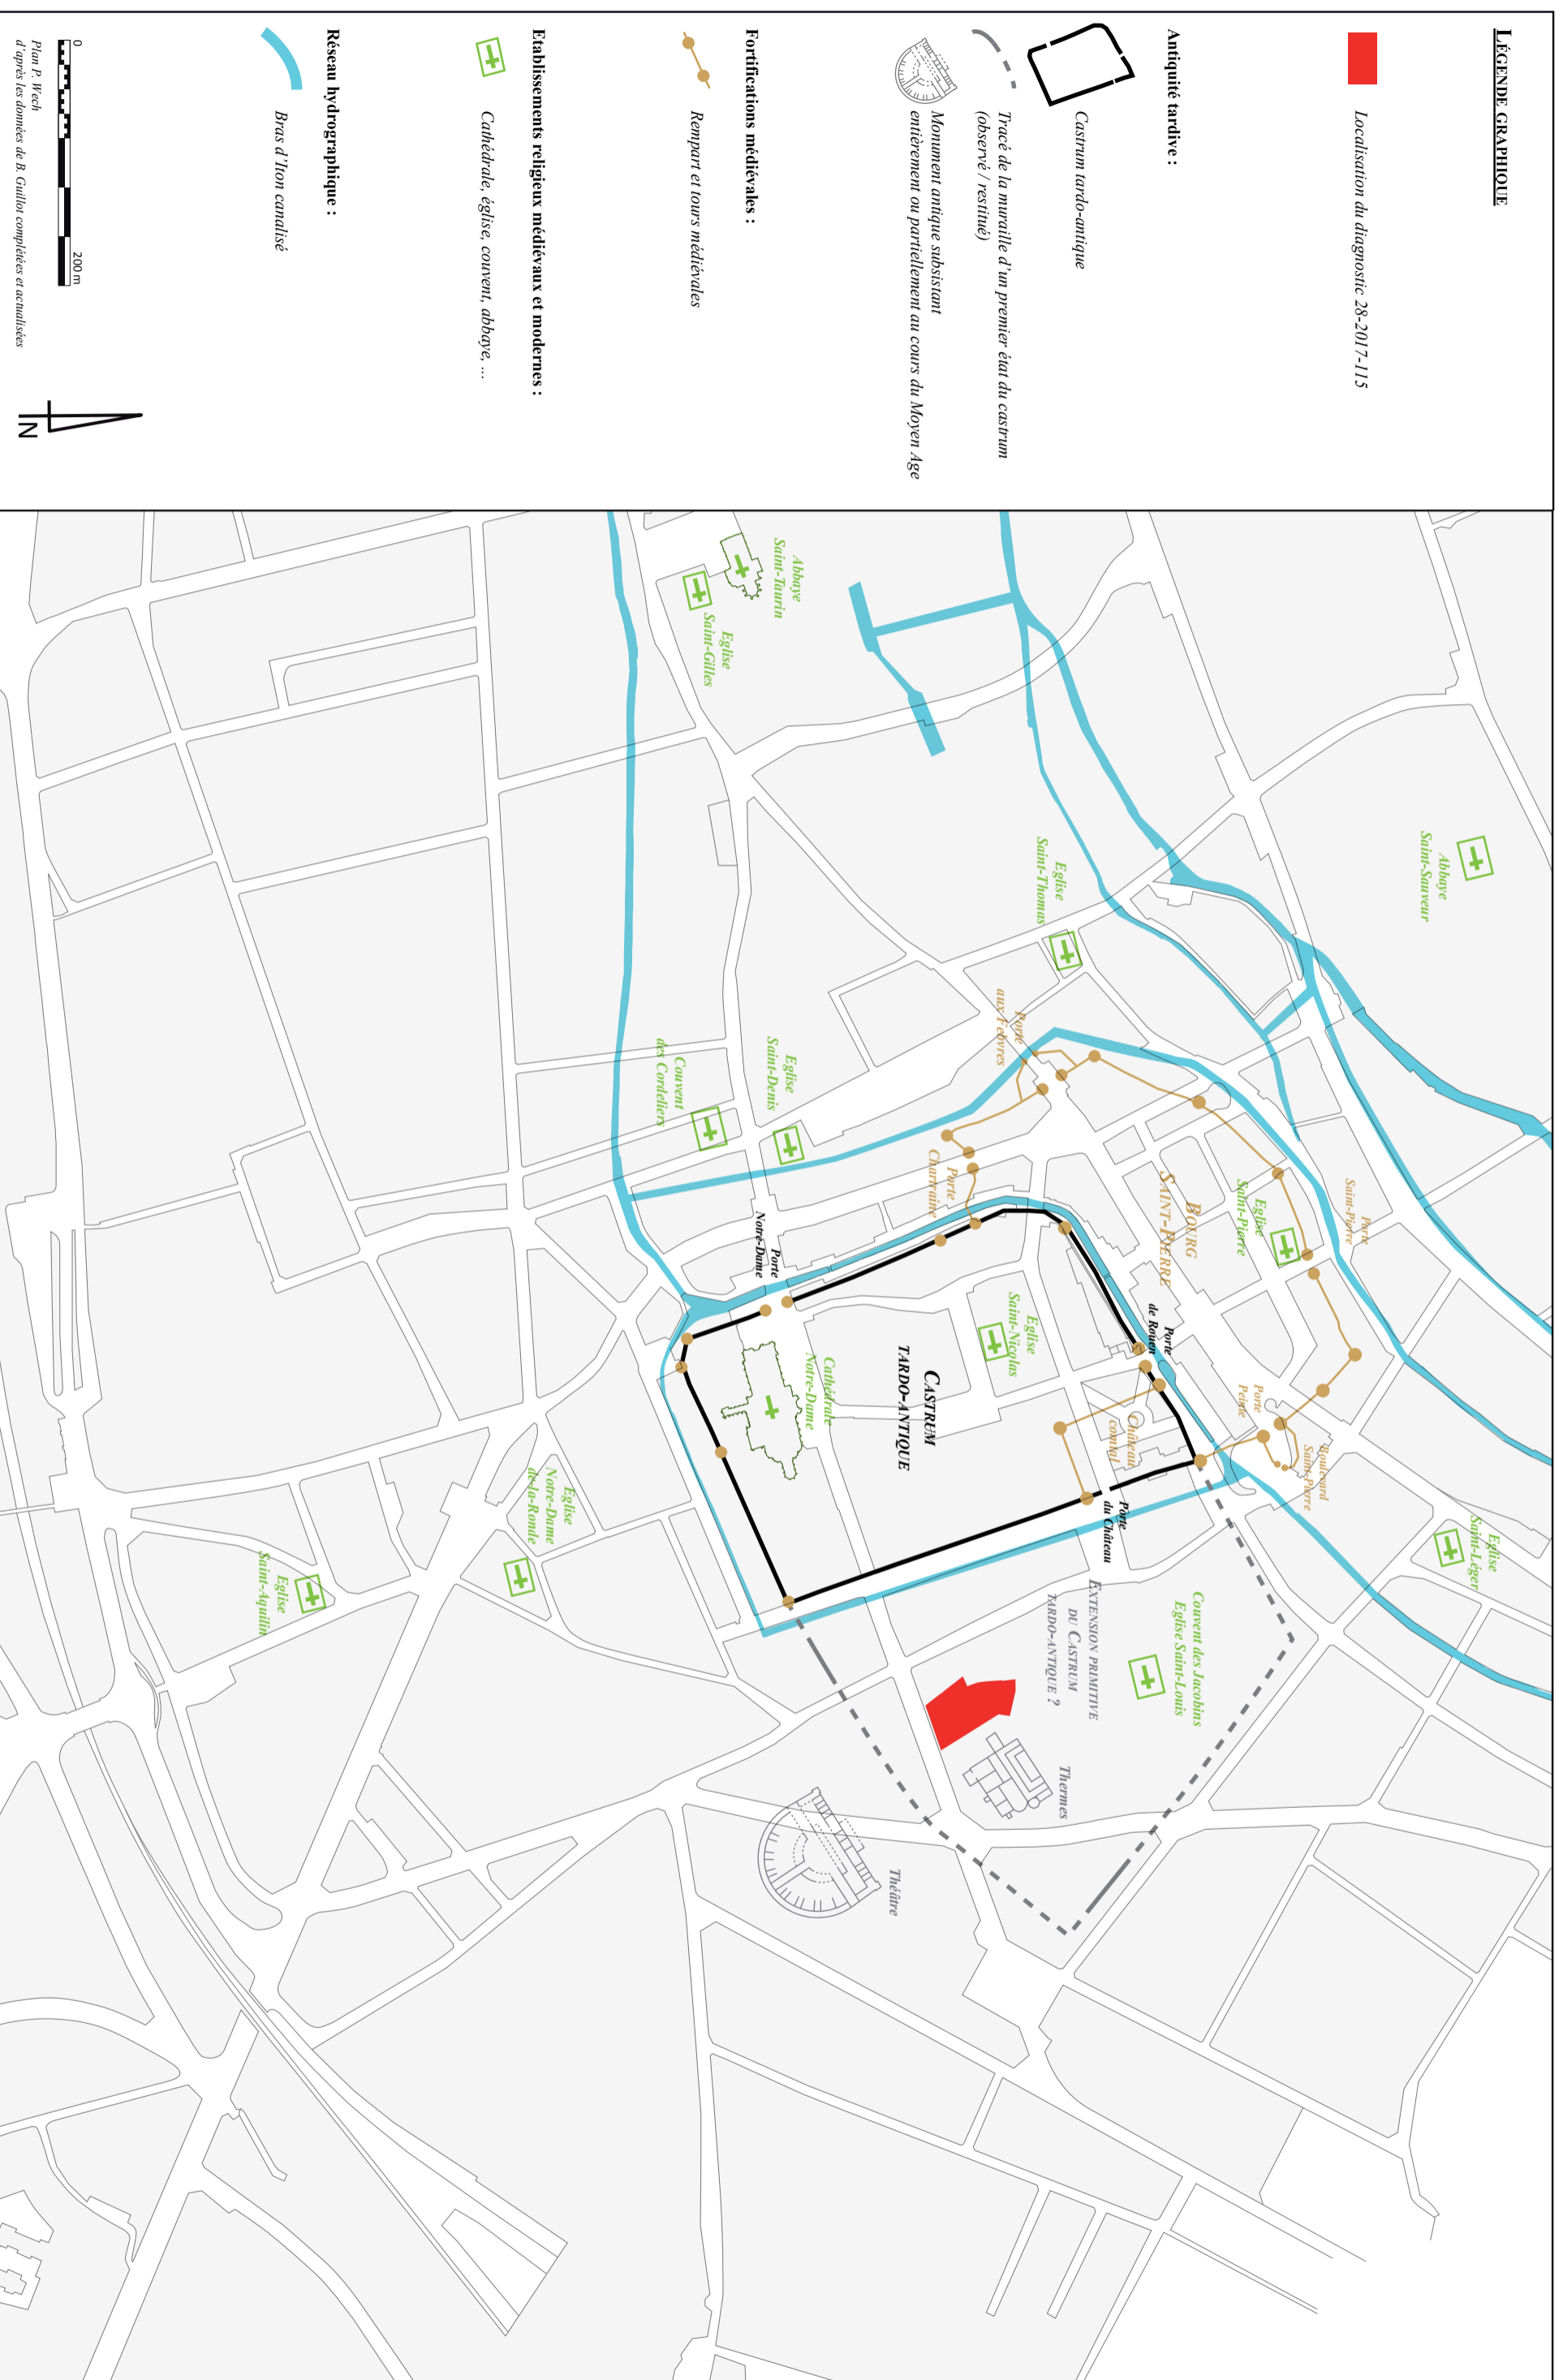 LÉGENDE GRAPHIQUE
Localisation du diagnostic 28-2017-115
Antiquité tardive :
Castrum tardo-antique
Tracé de la muraille d'un premier état du castrum
(observé / restitué)
Monument antique subsistant
entièrement ou partiellement au cours du Moyen Age
Fortifications médiévales :
Rempart et tours médiévales
Etablissements religieux médiévaux et modernes :
Cathédrale, église, couvent, abbaye, ...
Réseau hydrographique :
Bras d'Iton canalisé
0
200 m
Plan P. Wech
d'après les données de B. Guillot complétées et actualisées
N
Abbaye
Saint-Sauveur
Abbaye
Saint-Taurin
Eglise
Saint-Gilles
Eglise
Saint-Thomas
Porte
aux Febvres
Eglise
Saint-Denis
Couvent
des Cordeliers
Porte
Chartraine
Porte
Saint-Pierre
Eglise
Saint-Pierre
BOURG
SAINT-PIERRE
Porte
Notre-Dame
Porte
de Rouen
Eglise
Saint-Nicolas
Cathédrale
Notre-Dame
CASTRUM
TARDO-ANTIQUE
Porte
Peinte
Boulevard
Saint-Pierre
Château
comtal
Porte
du Château
Eglise
Saint-Léger
Eglise
Notre-Dame
de-la-Ronde
Eglise
Saint-Aquilin
Couvent des Jacobins
Eglise Saint-Louis
EXTENSION PRIMITIVE
DU CASTRUM
TARDO-ANTIQUE ?
Thermes
Théâtre